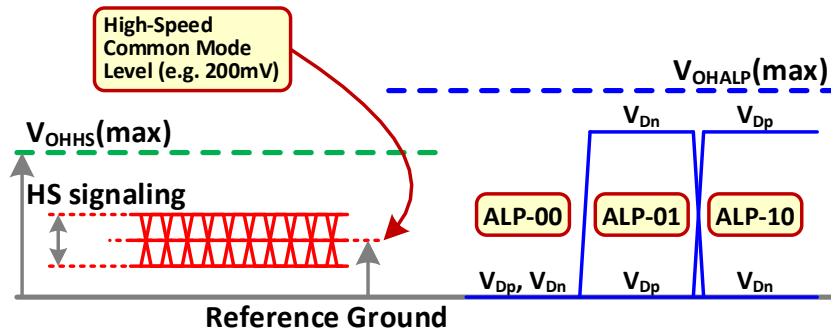 High-Speed
Common Mode
Level (e.g. 200mV)
VOHALP(max)
VOHHS(max)
VDn
VDp
HS signaling
ALP-00
ALP-01
ALP-10
VDp, VDn
VDp
VDn
Reference Ground